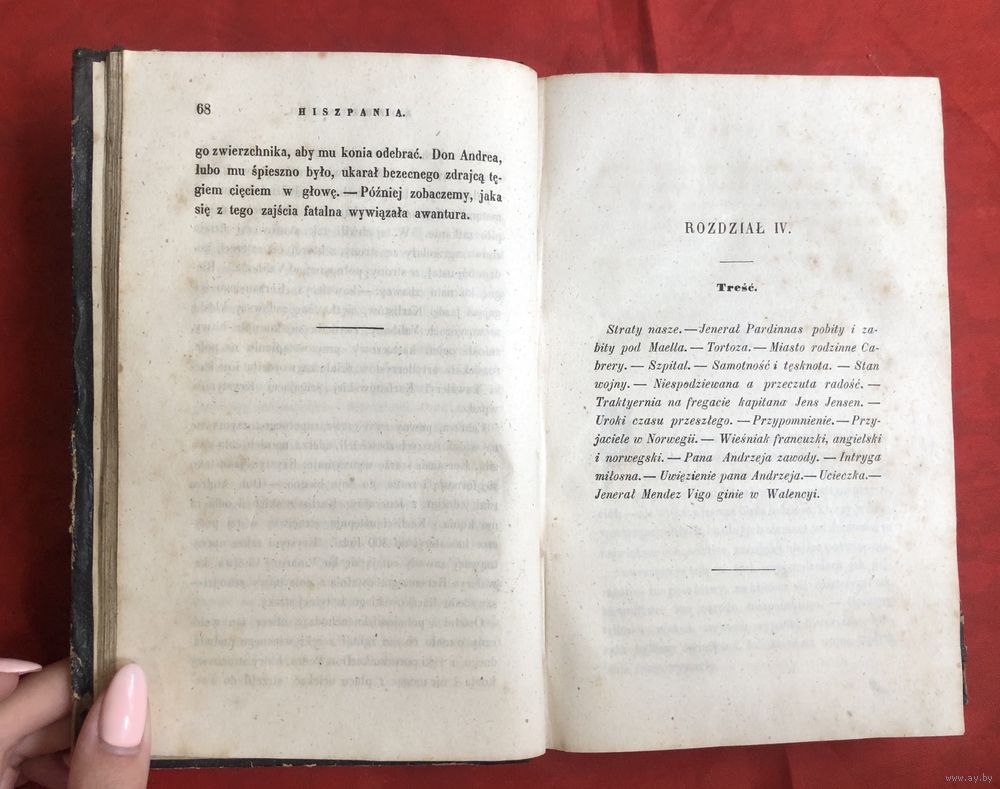 68 HISZPANIA.
go zwierzchnika, aby mu konia odebrać. Don Andrea,
lubo mu śpieszno było, ukarał bezecnego zdrajcą tę-
giem cięciem w głowę. — Później zobaczemy, jaka
się z tego zajścia fatalna wywiązała awantura.
ROZDZIAŁ IV.
Treść.
Straty nasze. — Jenerał Pardinnas pobity i za-
bity pod Maella. — Tortoza. — Miasto rodzinne Ca-
brery. — Szpital. — Samotność i tęsknota. — Stan
wojny. — Niespodziewana a przeczuta radość. —
Traktyernia na fregacie kapitana Jens Jensen. —
Uroki czasu przeszłego. — Przypomnienie. — Przy-
jaciele w Norwegii. — Wieśniak francuzki, angielski
i norwegski. — Pana Andrzeja zawody. — Intryga
miłosna. — Uwięzienie pana Andrzeja. — Ucieczka. —
Jenerał Mendez Vigo ginie w Walencyi.
www.ay.by